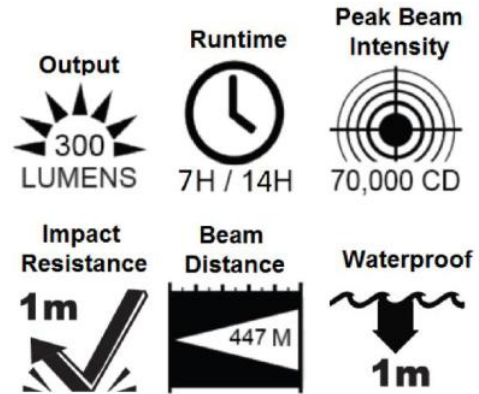 Output
300
LUMENS
Runtime
7H / 14H
Peak Beam
Intensity
70,000 CD
Impact
Resistance
1m
Beam
Distance
447 M
Waterproof
1m